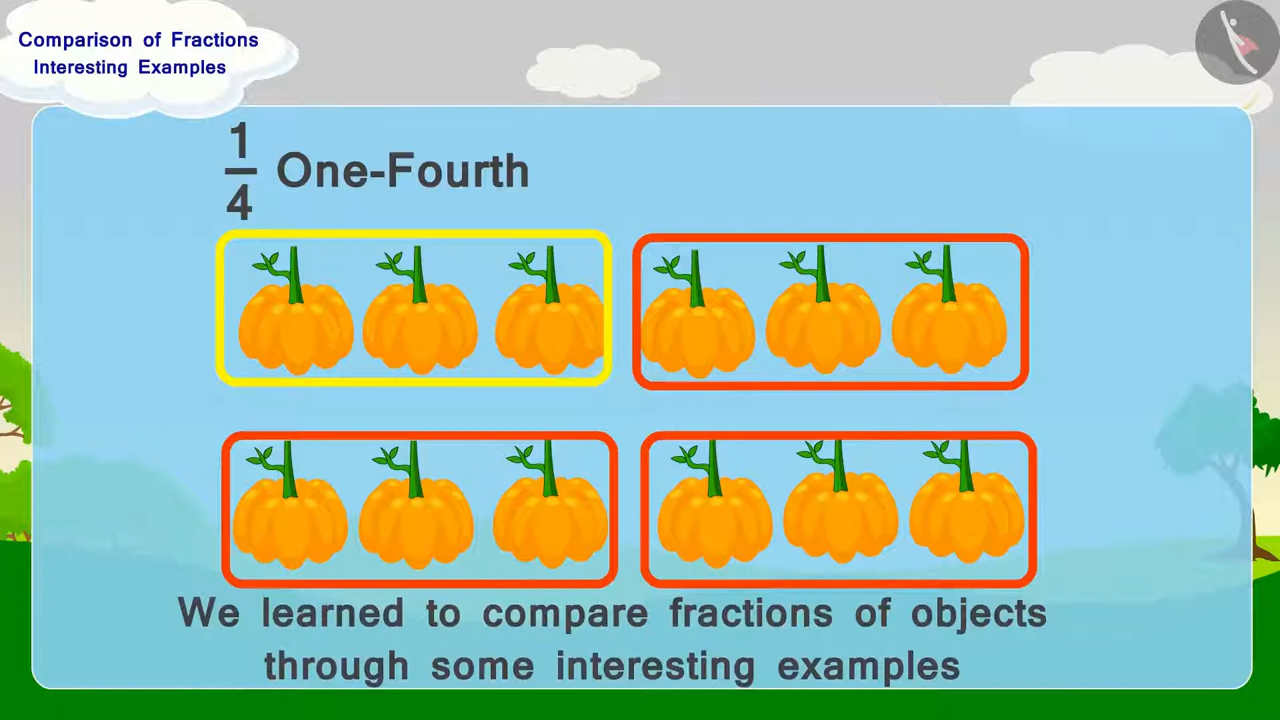 Comparison of Fractions
Interesting Examples
1
4
One-Fourth
We learned to compare fractions of objects
through some interesting examples